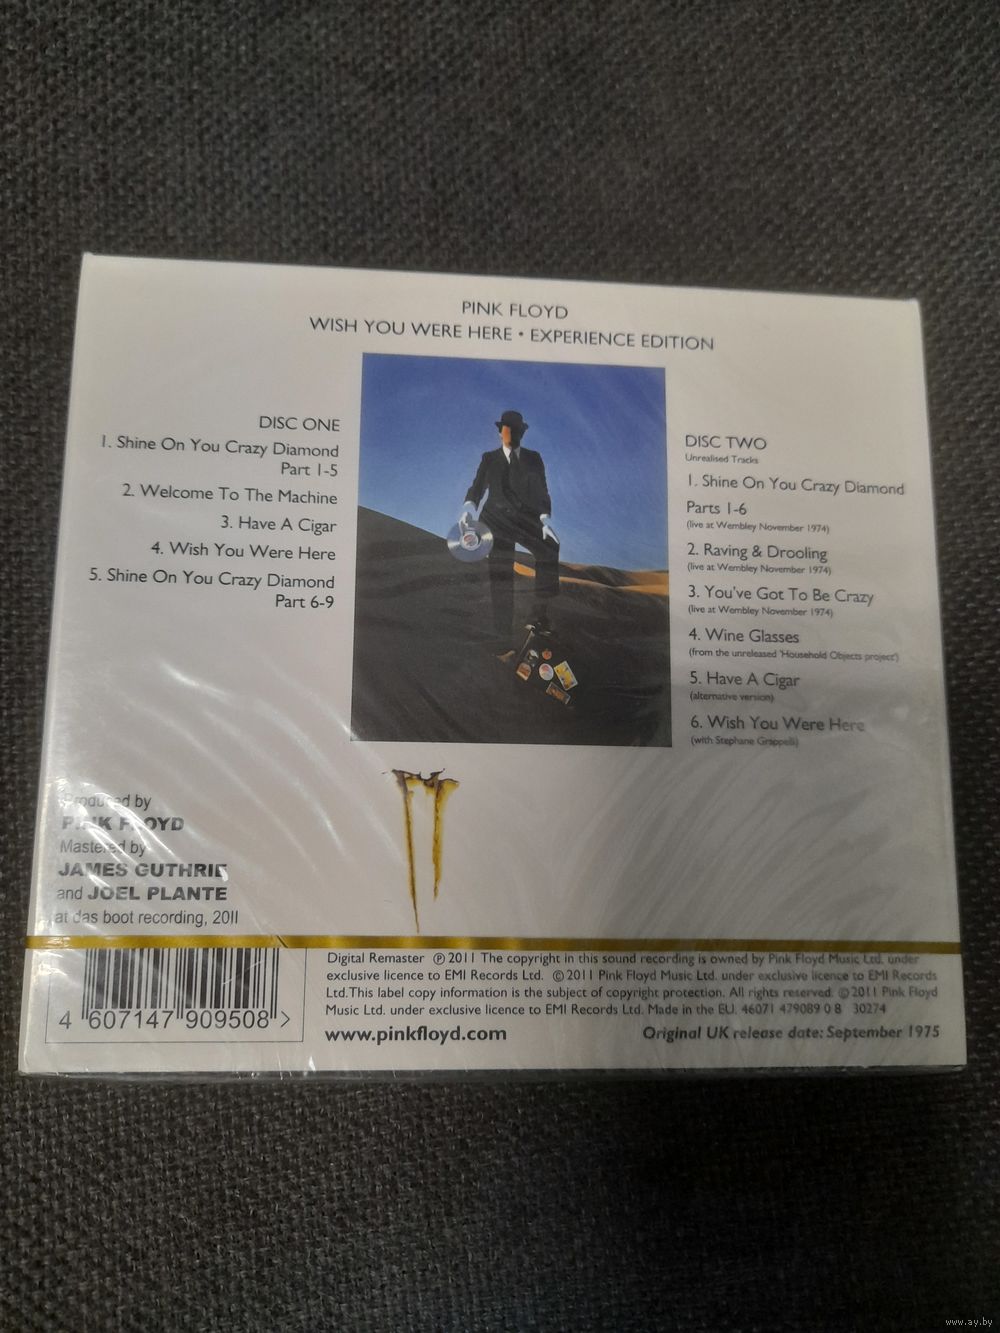 PINK FLOYD
WISH YOU WERE HERE • EXPERIENCE EDITION
DISC ONE
1. Shine On You Crazy Diamond
Part 1-5
2. Welcome To The Machine
3. Have A Cigar
4. Wish You Were Here
5. Shine On You Crazy Diamond
Part 6-9
DISC TWO
Unrealised Tracks
1. Shine On You Crazy Diamond
Parts 1-6
(live at Wembley November 1974)
2. Raving & Drooling
(live at Wembley November 1974)
3. You've Got To Be Crazy
(live at Wembley November 1974)
4. Wine Glasses
(from the unreleased 'Household Objects project')
5. Have A Cigar
(alternative version)
6. Wish You Were Here
(with Stephane Grappelli)
Produced by
PINK FLOYD
Mastered by
JAMES GUTHRIE
and JOEL PLANTE
at das boot recording, 2011
4 607147 909508 >
Digital Remaster ℗ 2011 The copyright in this sound recording is owned by Pink Floyd Music Ltd. under
exclusive licence to EMI Records Ltd. © 2011 Pink Floyd Music Ltd. under exclusive licence to EMI Records
Ltd.This label copy information is the subject of copyright protection. All rights reserved. © 2011 Pink Floyd
Music Ltd. under exclusive licence to EMI Records Ltd. Made in the EU. 46071 479089 0 8 30274
www.pinkfloyd.com
Original UK release date: September 1975
www.ay.by